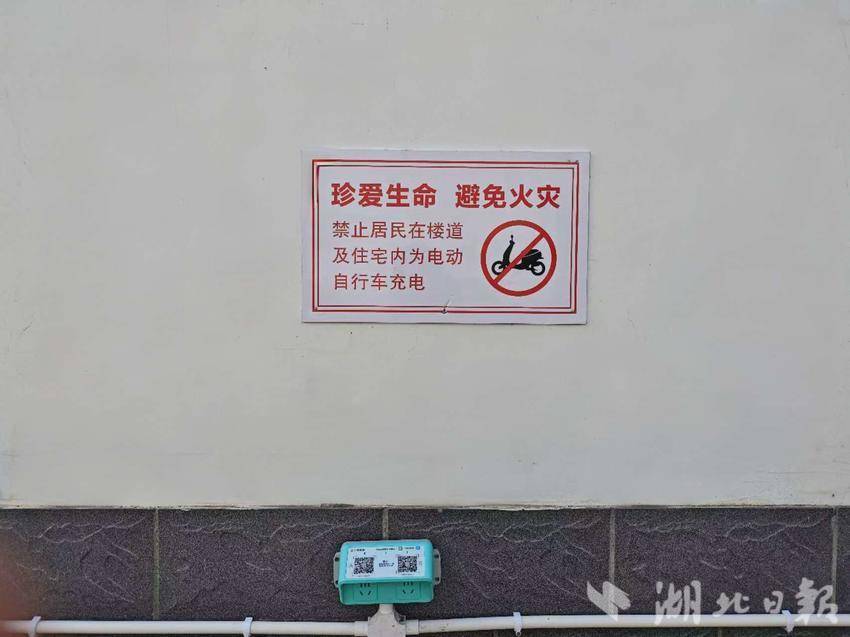 珍爱生命 避免火灾
禁止居民在楼道
及住宅内为电动
自行车充电
湖北日报